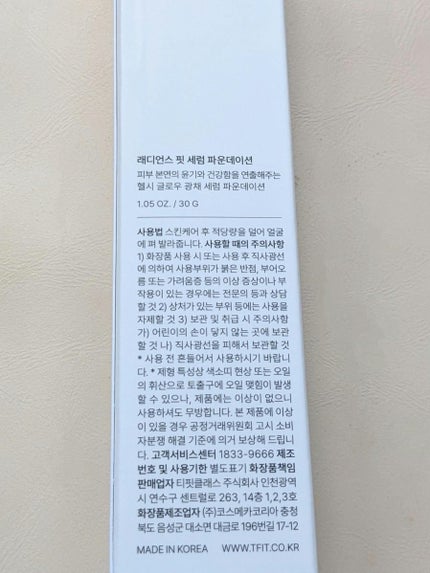 래디언스 핏 세럼 파운데이션
피부 본연의 윤기와 건강함을 연출해주는
헬시 글로우 광채 세럼 파운데이션
1.05 OZ. / 30 G
사용법 스킨케어 후 적당량을 덜어 얼굴
에 펴 발라줍니다. 사용할 때의 주의사항
1) 화장품 사용 시 또는 사용 후 직사광선
에 의하여 사용부위가 붉은 반점, 부어오
름 또는 가려움증 등의 이상 증상이나 부
작용이 있는 경우에는 전문의 등과 상담
할 것 2) 상처가 있는 부위 등에는 사용을
자제할 것 3) 보관 및 취급 시 주의사항
가) 어린이의 손이 닿지 않는 곳에 보관
할 것 나) 직사광선을 피해서 보관할 것
* 사용 전 흔들어서 사용하시기 바랍니
다. * 제형 특성상 색소띠 현상 또는 오일
의 휘산으로 토출구에 오일 맺힘이 발생
할 수 있으나, 제품에는 이상이 없으니
사용하셔도 무방합니다. 본 제품에 이상
이 있을 경우 공정거래위원회 고시 소비
자분쟁 해결 기준에 의거 보상해 드립니
다. 고객서비스센터 1833-9666 제조
번호 및 사용기한 별도표기 화장품책임
판매업자 티핏클래스 주식회사 인천광역
시 연수구 센트럴로 263, 14층 1,2,3호
화장품제조업자 (주)코스메카코리아 충청
북도 음성군 대소면 대금로 196번길 17-12
MADE IN KOREA WWW.TFIT.CO.KR